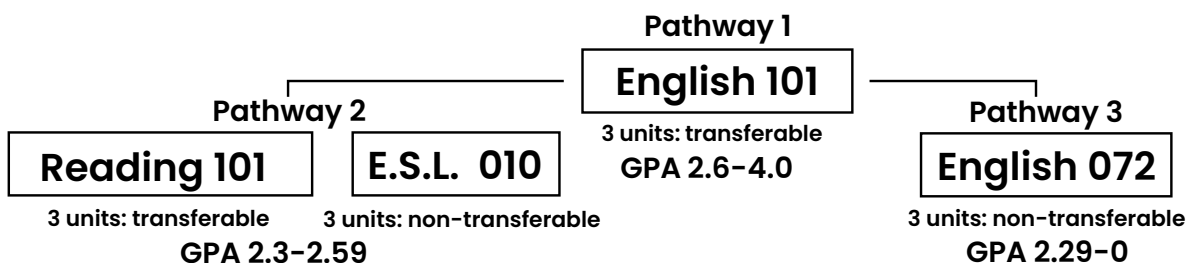 Pathway 1
English 101
3 units: transferable
GPA 2.6-4.0
Pathway 2
Reading 101
3 units: transferable
E.S.L. 010
3 units: non-transferable
GPA 2.3-2.59
Pathway 3
English 072
3 units: non-transferable
GPA 2.29-0